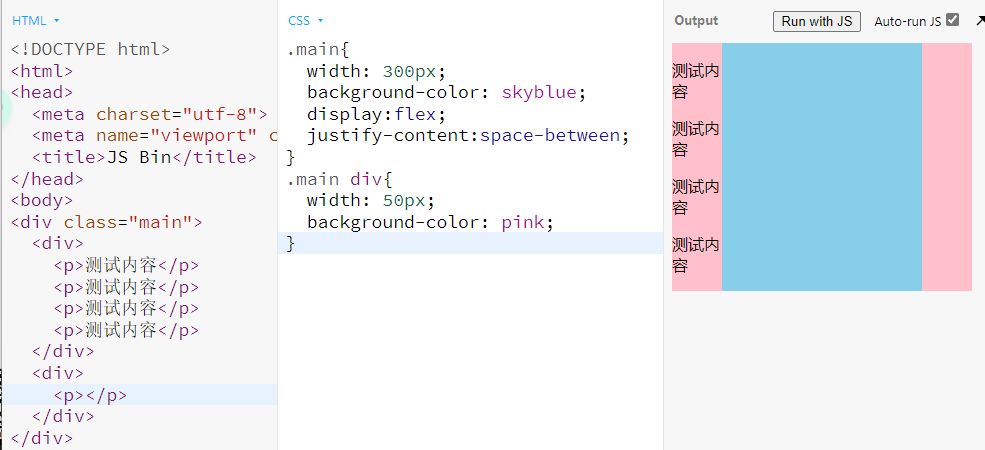 HTML
<!DOCTYPE html>
<html>
<head>
<meta charset="utf-8">
<meta name="viewport" c
<title>JS Bin</title>
</head>
<body>
<div class="main">
<div>
<p>测试内容</p>
<p>测试内容</p>
<p>测试内容</p>
<p>测试内容</p>
</div>
<div>
<p></p>
</div>
</div>
CSS
.main{
width: 300px;
background-color: skyblue;
display:flex;
justify-content:space-between;
}
.main div{
width: 50px;
background-color: pink;
}
Output
Run with JS
Auto-run JS
测试内
容
测试内
容
测试内
容
测试内
容